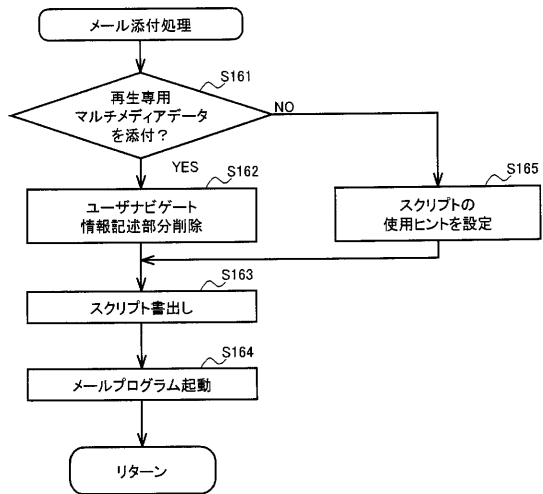 メール添付処理
S161
再生専用
マルチメディアデータ
を添付?
NO
YES
S162
ユーザナビゲート
情報記述部分削除
S165
スクリプトの
使用ヒントを設定
S163
スクリプト書出し
S164
メールプログラム起動
リターン